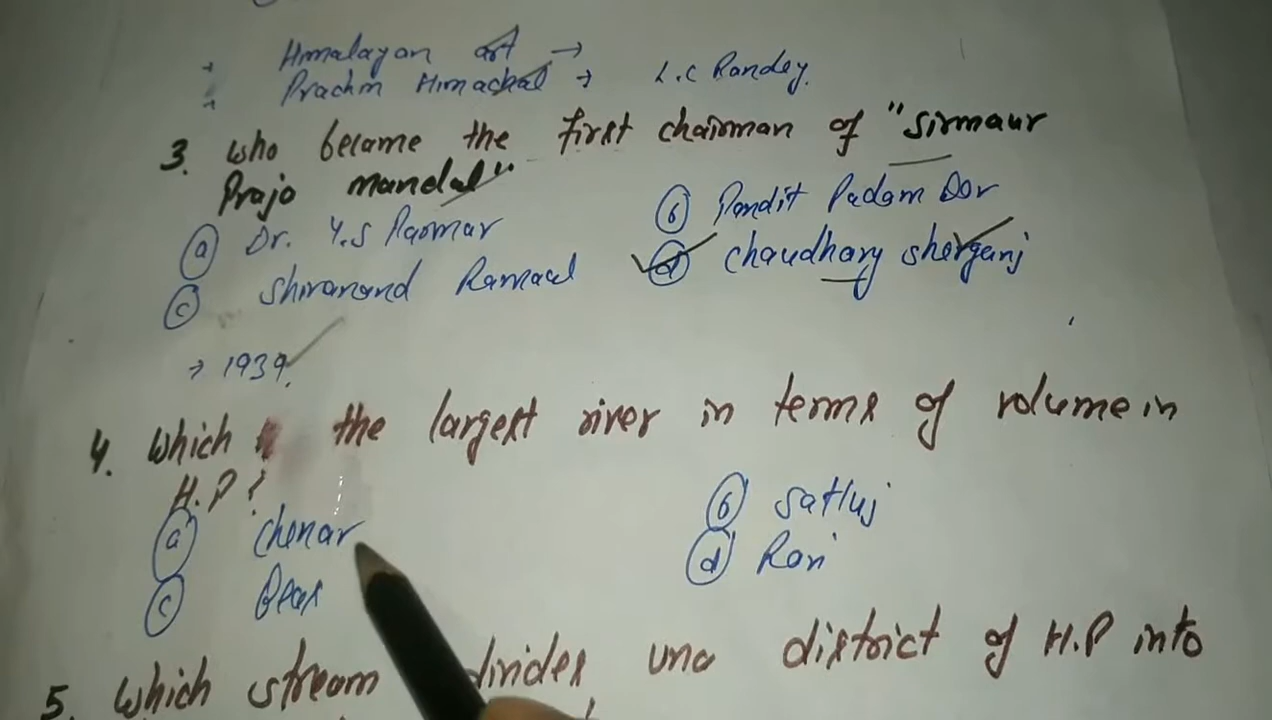 Himalayan art →
Prachin Himachal → L.C Pandey.
3. Who became the first chairman of "Sirmaur
Praja mandal"
(a) Dr. Y.S Parmar (b) Pandit Padam Dev
(c) Shivanand Ramaul (d) chaudhary sherjang
→ 1939.
4. Which the largest river in terms of volume in
H.P?
(a) Chenav (b) Satluj
(c) Beas (d) Ravi
5. Which stream divides una district of H.P into